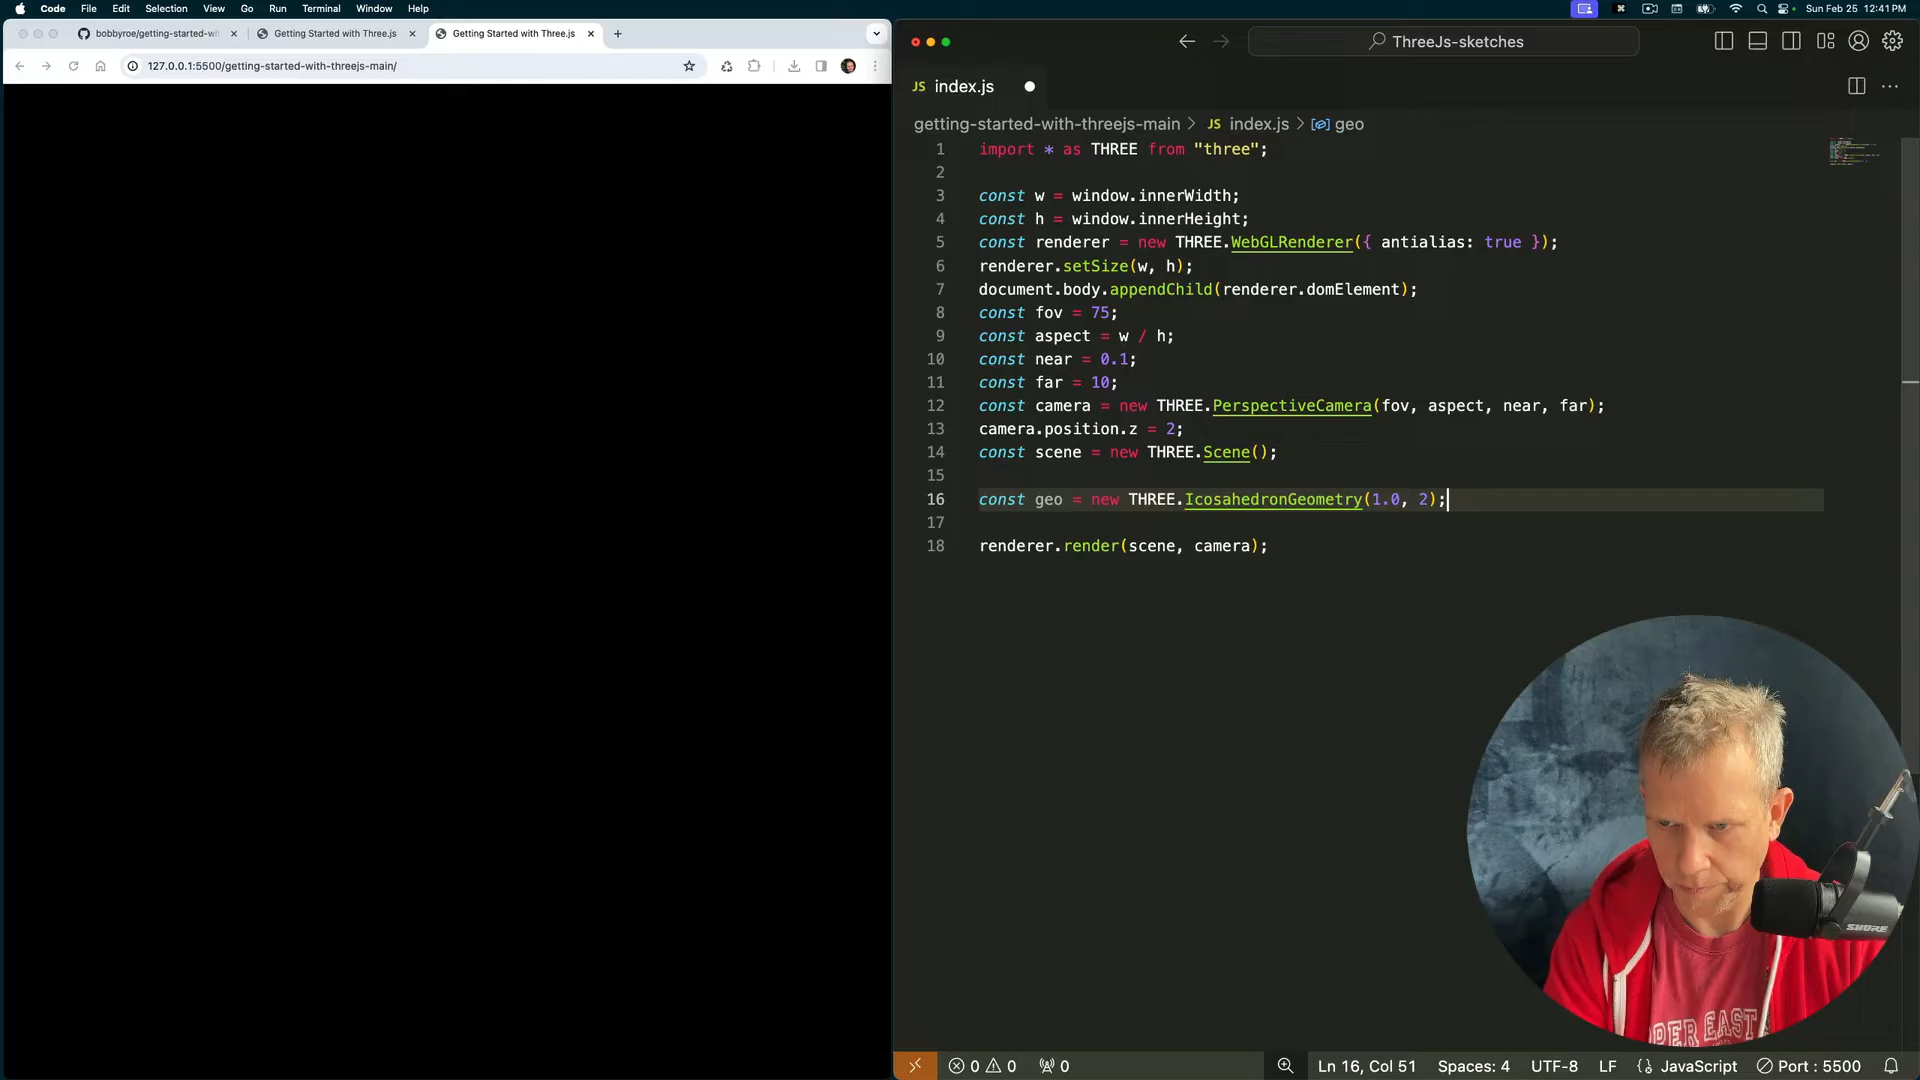 Code File Edit Selection View Go Run Terminal Window Help Sun Feb 25 12:41 PM
bobbyroe/getting-started-wi Getting Started with Three.js Getting Started with Three.js
127.0.0.1:5500/getting-started-with-threejs-main/
ThreeJs-sketches
JS index.js
getting-started-with-threejs-main > JS index.js > geo
1 import * as THREE from "three";
2
3 const w = window.innerWidth;
4 const h = window.innerHeight;
5 const renderer = new THREE.WebGLRenderer({ antialias: true });
6 renderer.setSize(w, h);
7 document.body.appendChild(renderer.domElement);
8 const fov = 75;
9 const aspect = w / h;
10 const near = 0.1;
11 const far = 10;
12 const camera = new THREE.PerspectiveCamera(fov, aspect, near, far);
13 camera.position.z = 2;
14 const scene = new THREE.Scene();
15
16 const geo = new THREE.IcosahedronGeometry(1.0, 2);
17
18 renderer.render(scene, camera);
SHURE
PER EAST
0 0 0 Ln 16, Col 51 Spaces: 4 UTF-8 LF {} JavaScript Port : 5500